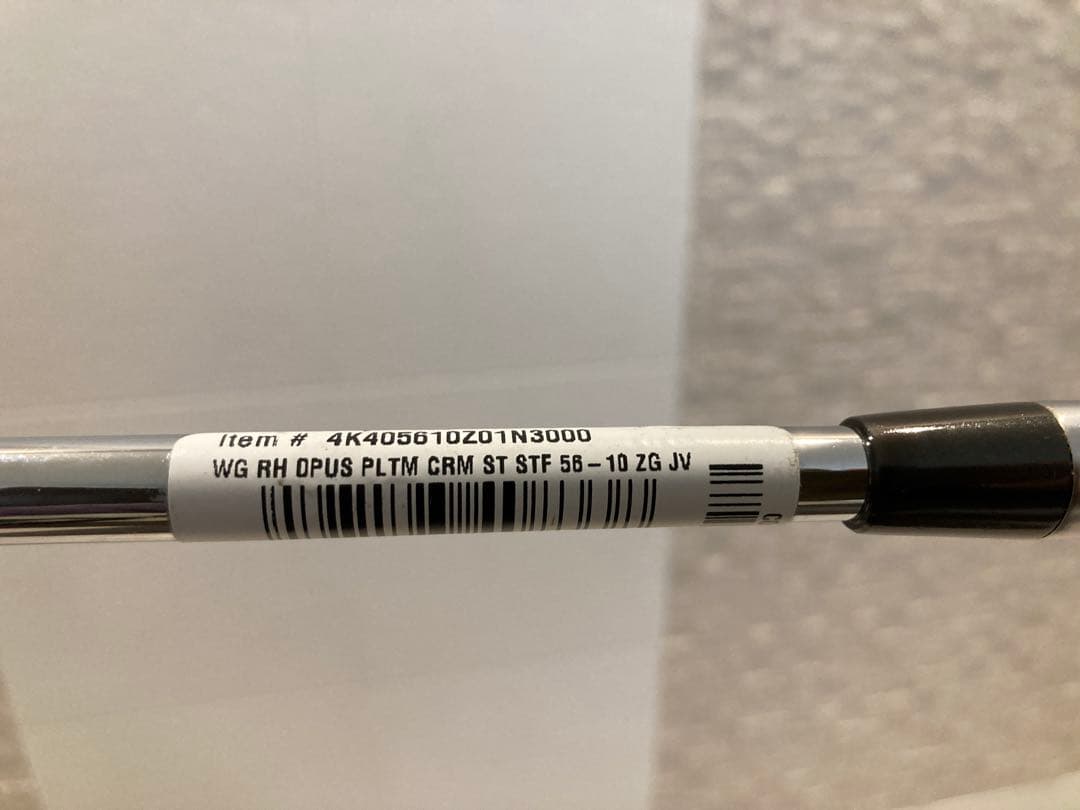 Item # 4K405610Z01N3000
WG RH OPUS PLTM CRM ST STF 56-10 ZG JV